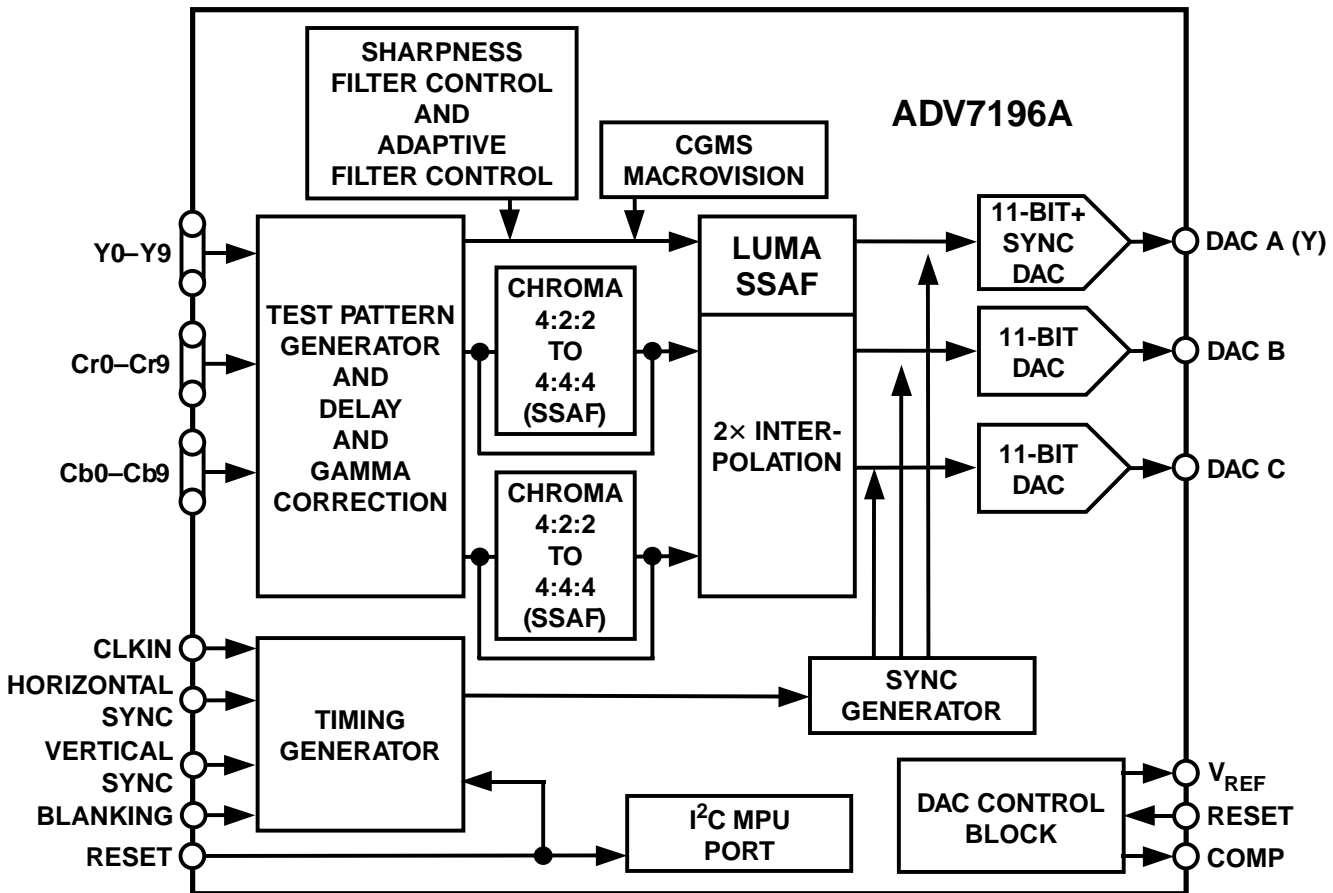 SHARPNESS
FILTER CONTROL
AND
ADAPTIVE
FILTER CONTROL
CGMS
MACROVISION
ADV7196A
Y0–Y9
Cr0–Cr9
Cb0–Cb9
TEST PATTERN
GENERATOR
AND
DELAY
AND
GAMMA
CORRECTION
CHROMA
4:2:2
TO
4:4:4
(SSAF)
CHROMA
4:2:2
TO
4:4:4
(SSAF)
LUMA
SSAF
2× INTER-
POLATION
11-BIT+
SYNC
DAC
11-BIT
DAC
11-BIT
DAC
DAC A (Y)
DAC B
DAC C
CLKIN
HORIZONTAL
SYNC
VERTICAL
SYNC
BLANKING
RESET
TIMING
GENERATOR
SYNC
GENERATOR
I²C MPU
PORT
DAC CONTROL
BLOCK
VREF
RESET
COMP